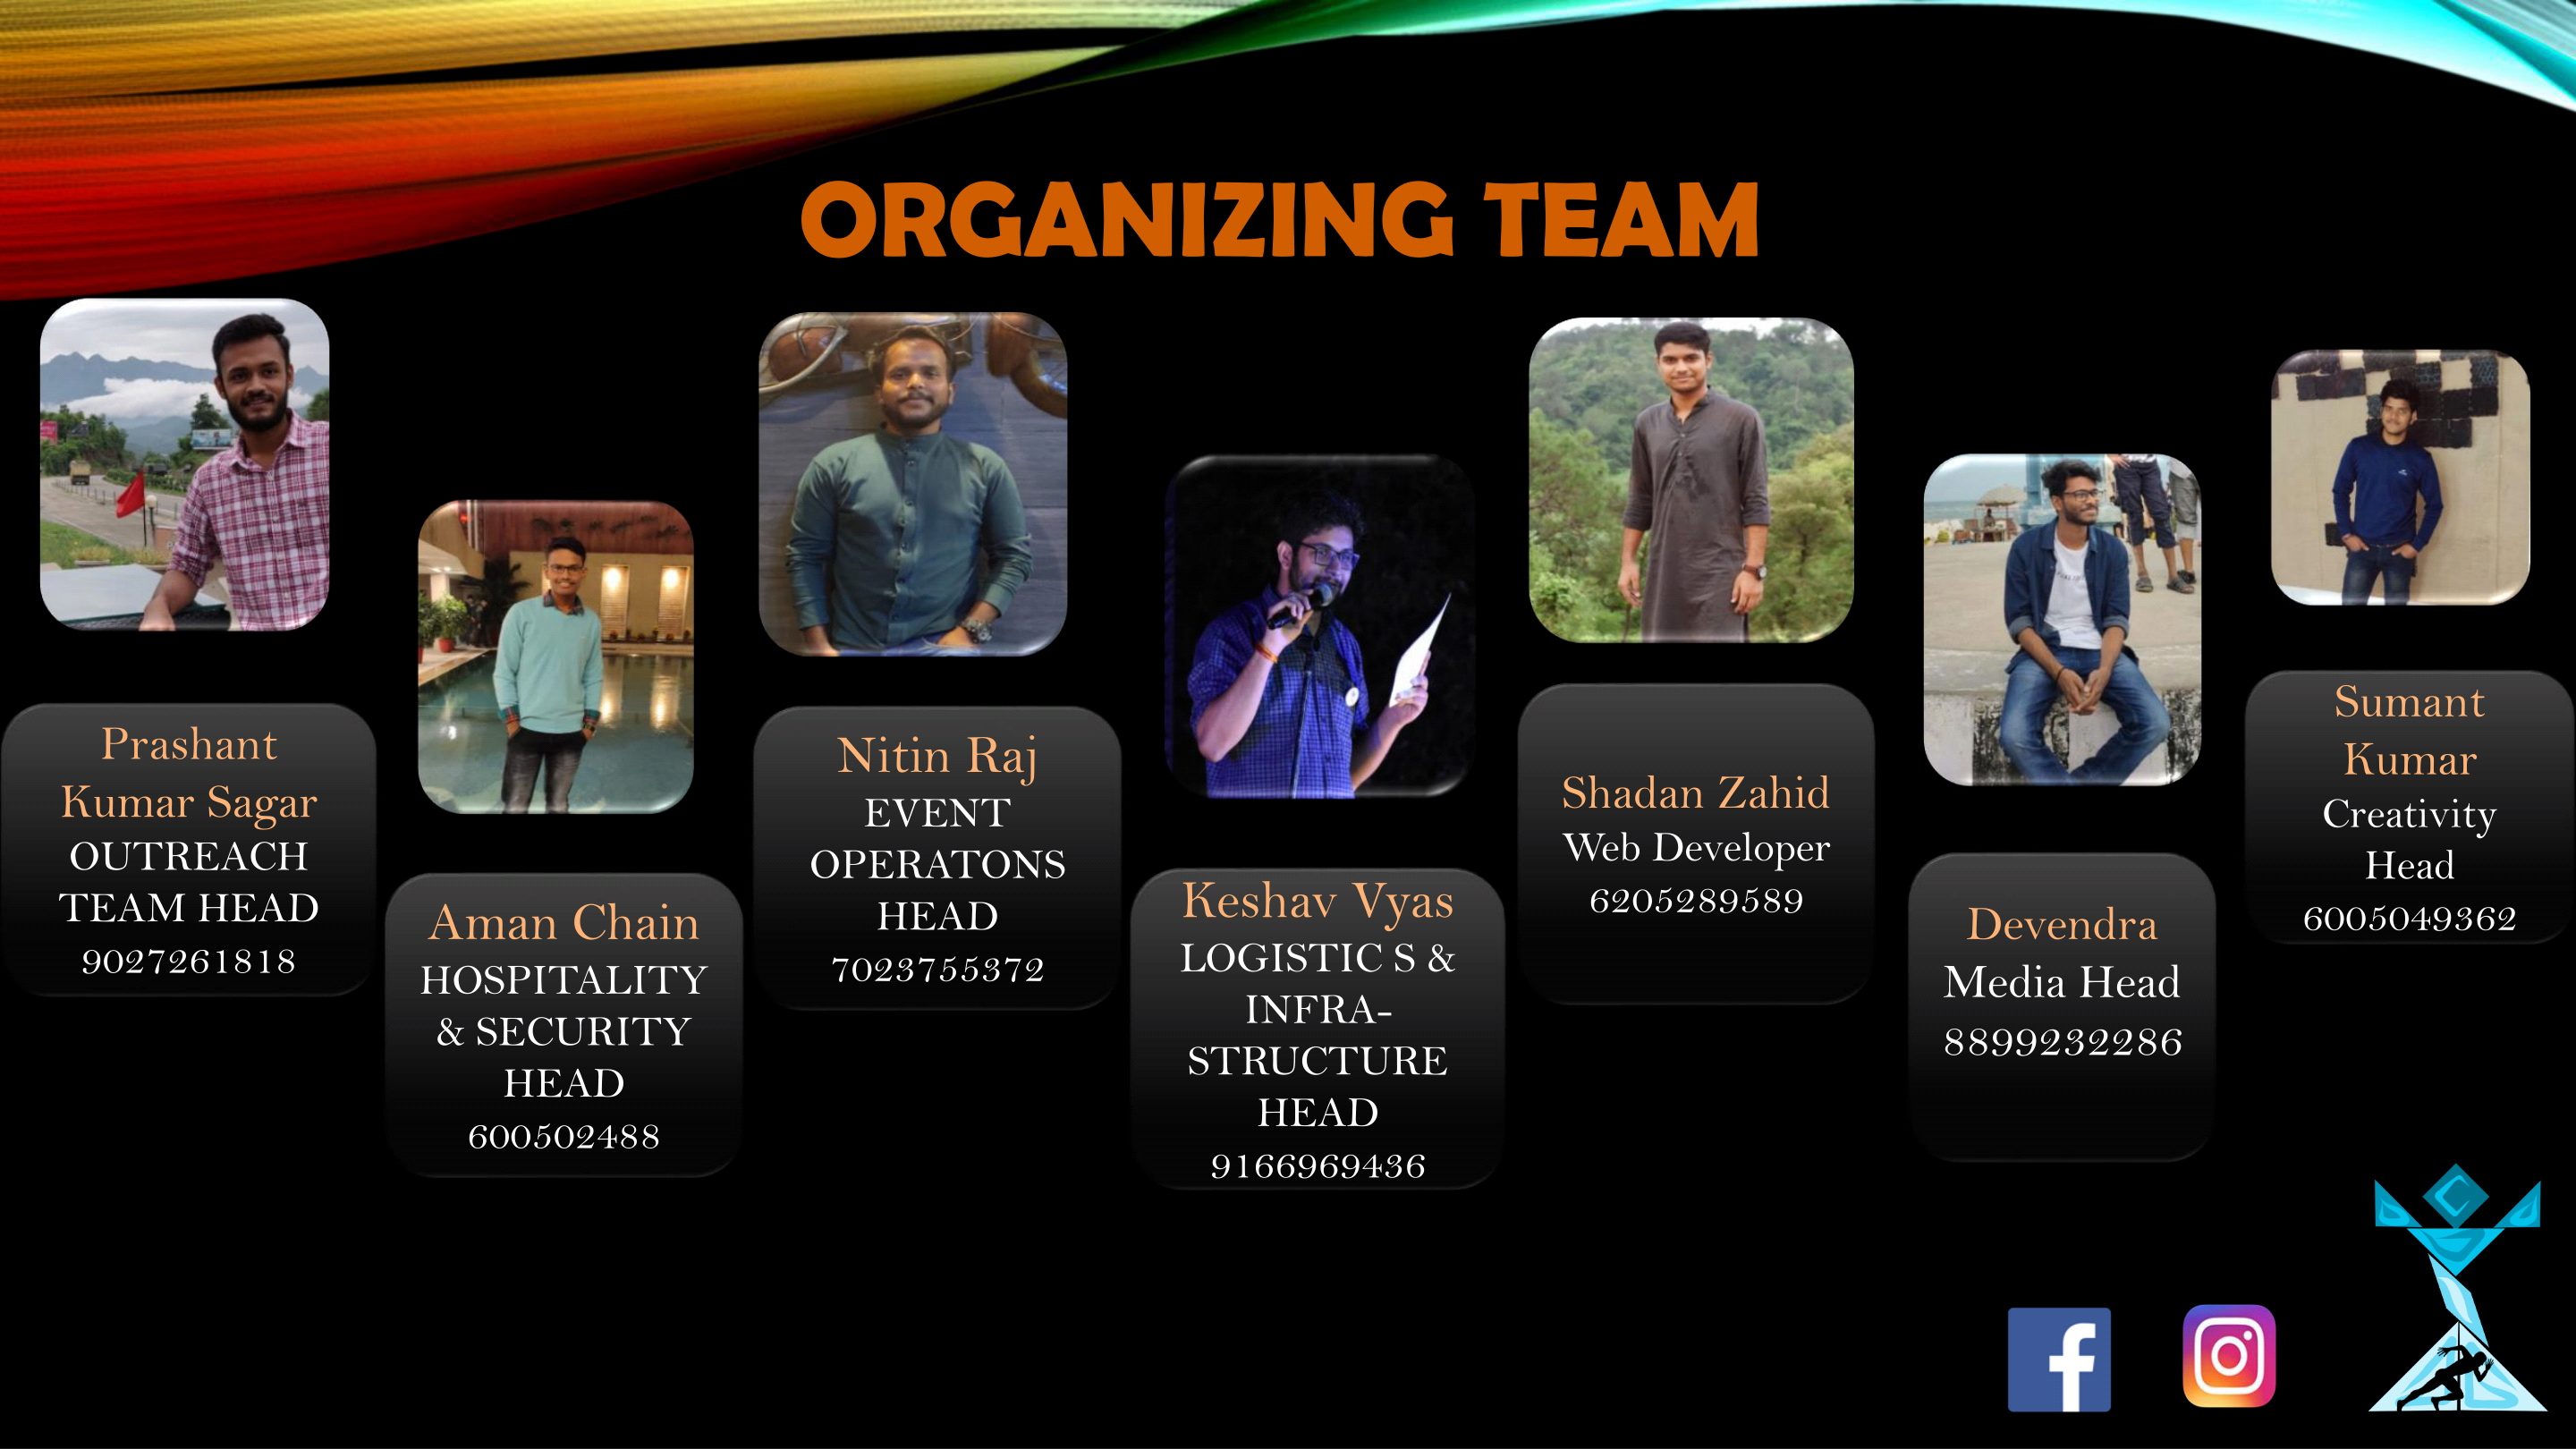 ORGANIZING TEAM
Prashant
Kumar Sagar
OUTREACH
TEAM HEAD
9027261818
Aman Chain
HOSPITALITY
& SECURITY
HEAD
600502488
Nitin Raj
EVENT
OPERATONS
HEAD
7023755372
Keshav Vyas
LOGISTIC S &
INFRA-
STRUCTURE
HEAD
9166969436
Shadan Zahid
Web Developer
6205289589
Devendra
Media Head
8899232286
Sumant
Kumar
Creativity
Head
6005049362